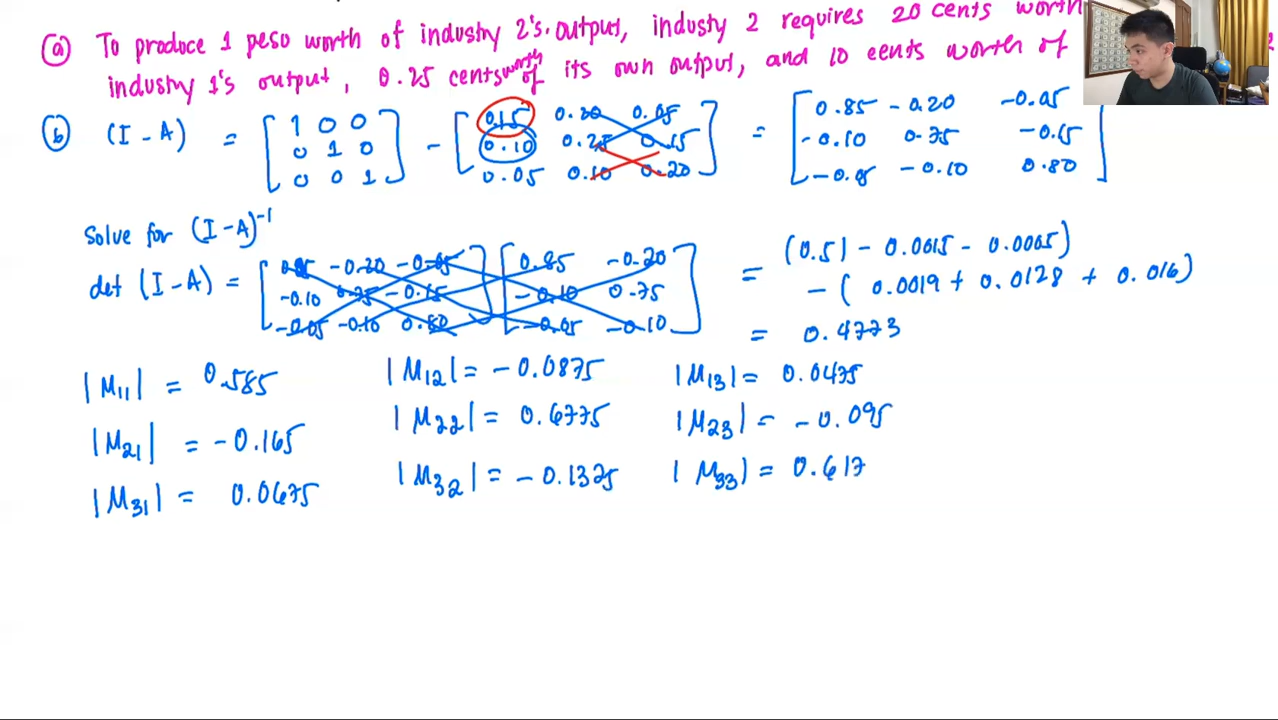 (a) To produce 1 peso worth of industry 2's output, industy 2 requires 20 cents worth
industry 1's output, 0.25 cents worth of its own output, and 10 cents worth of
(b) (I - A) = [ 1 0 0 - [ 0.15 0.20 0.05 ] = [ 0.85 -0.20 -0.05
0 1 0 0.10 0.25 0.15 -0.10 0.75 -0.15
0 0 1 ] 0.05 0.10 0.20 -0.05 -0.10 0.80 ]
Solve for (I - A)^-1
det (I - A) = [ 0.85 -0.20 -0.05 ] [ 0.85 -0.20 ] = (0.51 - 0.0015 - 0.0005)
-0.10 0.75 -0.15 -0.10 0.75 - ( 0.0019 + 0.0128 + 0.016)
-0.05 -0.10 0.80 -0.05 -0.10 = 0.4773
|M11| = 0.585 |M12| = -0.0875 |M13| = 0.0475
|M21| = -0.165 |M22| = 0.6775 |M23| = -0.095
|M31| = 0.0675 |M32| = -0.1325 |M33| = 0.617